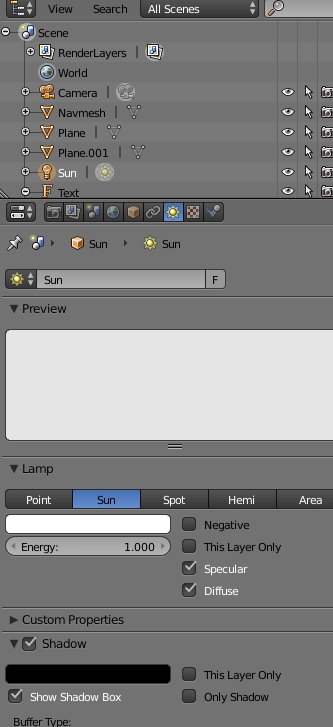 View Search All Scenes
Scene
RenderLayers
World
Camera
Navmesh
Plane
Plane.001
Sun
Text
Sun Sun
Sun F
Preview
Lamp
Point Sun Spot Hemi Area
Negative
Energy: 1.000 This Layer Only
Specular
Diffuse
Custom Properties
Shadow
This Layer Only
Show Shadow Box Only Shadow
Buffer Type: